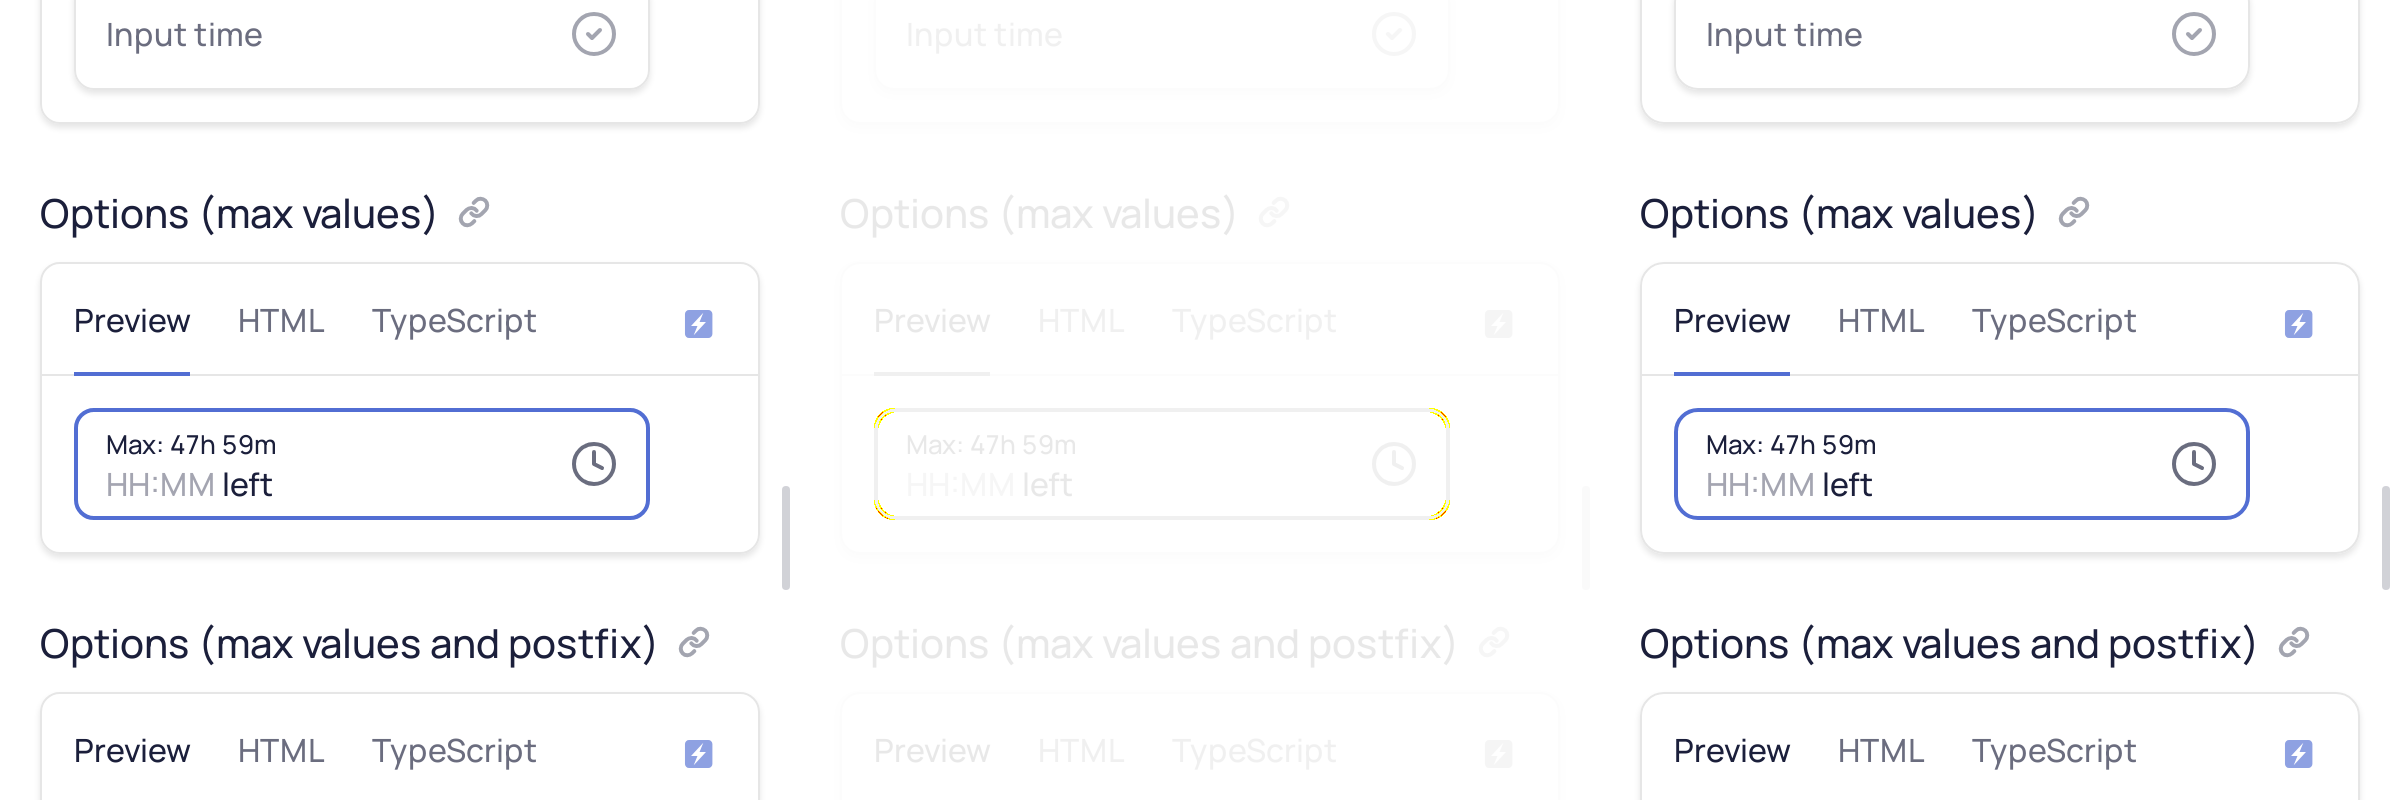 Input time
Options (max values)
Preview HTML TypeScript
Max: 47h 59m
HH:MM left
Options (max values and postfix)
Preview HTML TypeScript
Input time
Options (max values)
Preview HTML TypeScript
Max: 47h 59m
HH:MM left
Options (max values and postfix)
Preview HTML TypeScript
Input time
Options (max values)
Preview HTML TypeScript
Max: 47h 59m
HH:MM left
Options (max values and postfix)
Preview HTML TypeScript